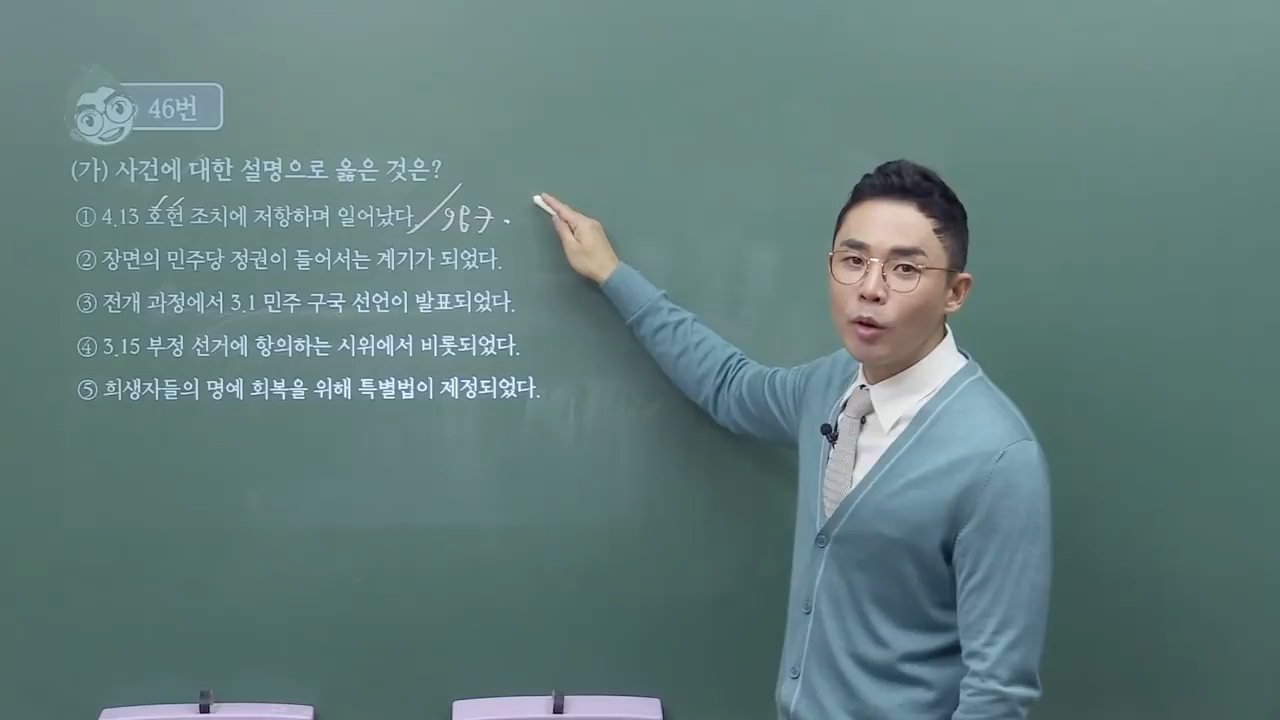 46번
(가) 사건에 대한 설명으로 옳은 것은?
① 4.13 호헌 조치에 저항하며 일어났다.
② 장면의 민주당 정권이 들어서는 계기가 되었다.
③ 전개 과정에서 3.1 민주 구국 선언이 발표되었다.
④ 3.15 부정 선거에 항의하는 시위에서 비롯되었다.
⑤ 희생자들의 명예 회복을 위해 특별법이 제정되었다.